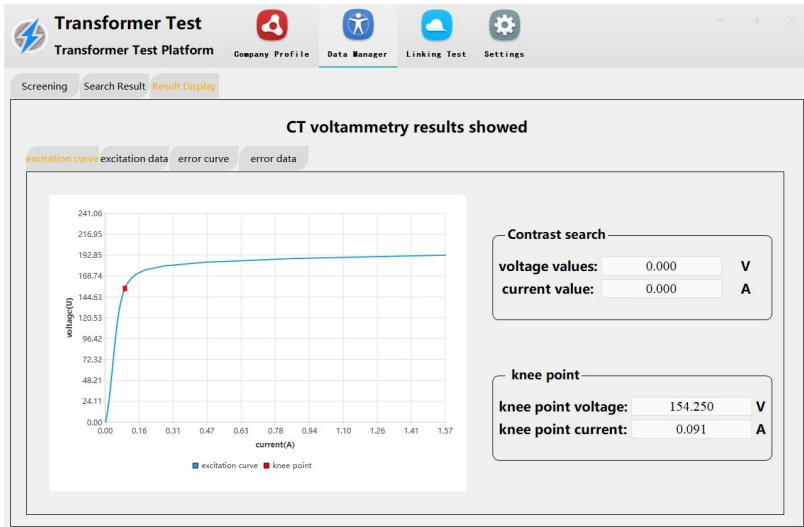 Transformer Test
Transformer Test Platform
Company Profile
Data Manager
Linking Test
Settings
Screening
Search Result
Result Display
CT voltammetry results showed
excitation curve
excitation data
error curve
error data
241.06
216.95
192.85
168.74
144.63
120.53
96.42
72.32
48.21
24.11
0.00
voltage(U)
0.00 0.16 0.31 0.47 0.63 0.78 0.94 1.10 1.26 1.41 1.57
current(A)
excitation curve knee point
Contrast search
voltage values: 0.000 V
current value: 0.000 A
knee point
knee point voltage: 154.250 V
knee point current: 0.091 A